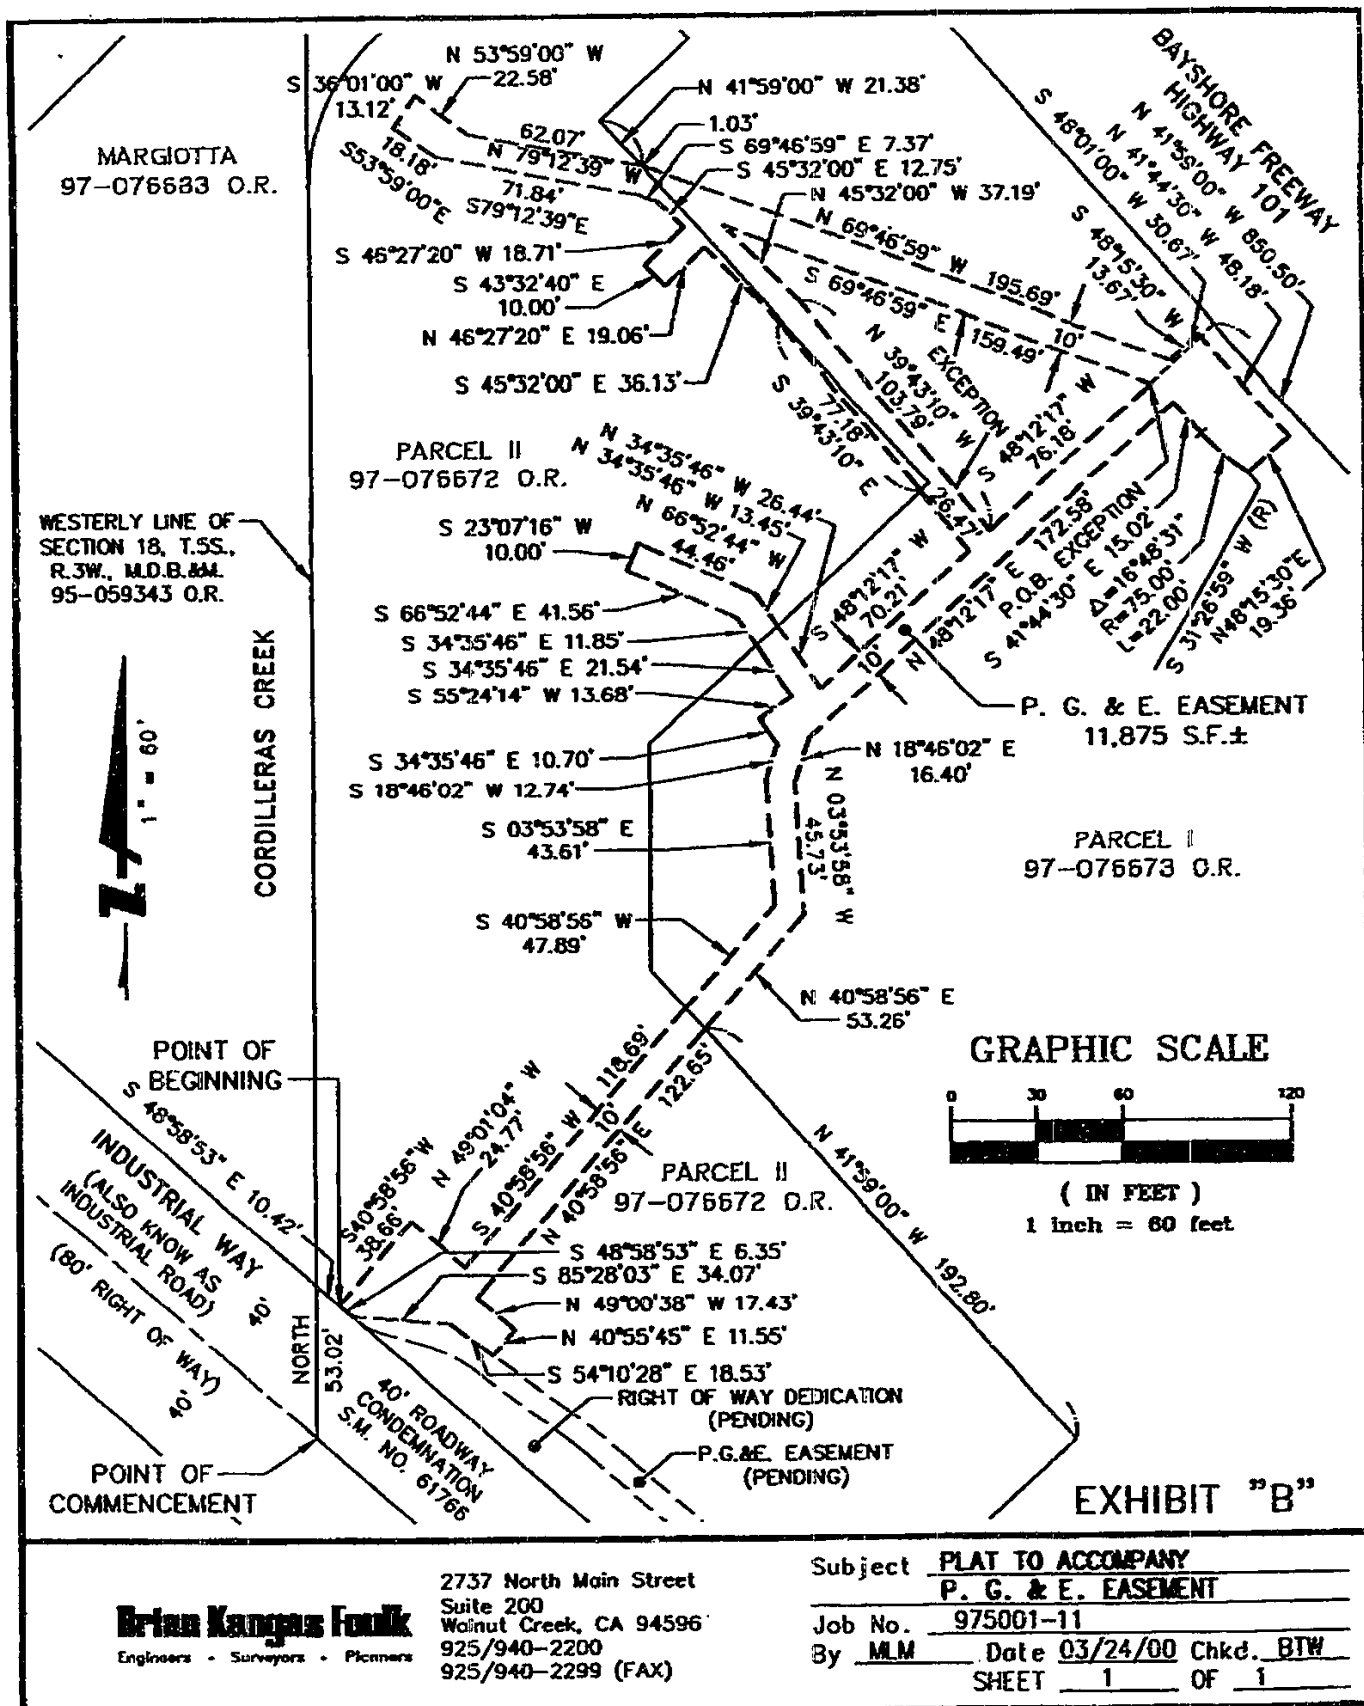 N 53°59'00" W
22.58'
S 36°01'00" W
13.12'
N 41°59'00" W 21.38'
1.03'
S 69°46'59" E 7.37'
S 45°32'00" E 12.75'
N 45°32'00" W 37.19'
62.07'
N 79°12'39" W
18.18'
S53°59'00"E
71.84'
S79°12'39"E
MARGIOTTA
97-076683 O.R.
BAYSHORE FREEWAY
HIGHWAY 101
N 41°59'00" W 850.50'
N 41°44'30" W 48.18'
S 48°01'00" W 30.67'
S 48°15'30" W
13.67'
N 69°46'59" W 195.69'
S 69°46'59" E 159.49'
10'
S 46°27'20" W 18.71'
S 43°32'40" E
10.00'
N 46°27'20" E 19.06'
S 45°32'00" E 36.13'
N 39°43'10" W
103.79'
EXCEPTION
77.18'
S 39°43'10" E
S 48°12'17" W
76.18'
26.47'
PARCEL II
97-076672 O.R.
N 34°35'46" W 26.44'
N 34°35'46" W 13.45'
N 66°52'44" W
44.46'
S 23°07'16" W
10.00'
WESTERLY LINE OF
SECTION 18, T.5S.,
R.3W., M.D.B.&M.
95-059343 O.R.
S 66°52'44" E 41.56'
S 34°35'46" E 11.85'
S 34°35'46" E 21.54'
S 55°24'14" W 13.68'
S 34°35'46" E 10.70'
S 18°46'02" W 12.74'
S 48°12'17" W
70.21'
10'
N 48°12'17" E 172.58'
P.O.B. EXCEPTION
S 41°44'30" E 15.02'
Δ=16°48'31"
R=75.00'
L=22.00'
S 31°26'59" W (R)
N48°15'30"E
19.36'
P. G. & E. EASEMENT
11,875 S.F.±
N 18°46'02" E
16.40'
N 03°53'58" W
45.73'
S 03°53'58" E
43.61'
PARCEL I
97-076673 O.R.
CORDILLERAS CREEK
1" = 60'
N
S 40°58'56" W
47.89'
N 40°58'56" E
53.26'
GRAPHIC SCALE
0 30 60 120
( IN FEET )
1 inch = 60 feet
POINT OF
BEGINNING
S 48°58'53" E 10.42'
INDUSTRIAL WAY
(ALSO KNOW AS
INDUSTRIAL ROAD)
(80' RIGHT OF WAY)
40'
40'
S40°58'56"W
38.66'
N 49°01'04" W
24.77'
S 40°58'56" W
118.69'
10'
N 40°58'56" E
122.65'
PARCEL II
97-076672 O.R.
N 41°59'00" W 192.80'
S 48°58'53" E 6.35'
S 85°28'03" E 34.07'
N 49°00'38" W 17.43'
N 40°55'45" E 11.55'
S 54°10'28" E 18.53'
NORTH
53.02'
RIGHT OF WAY DEDICATION
(PENDING)
P.G.&E. EASEMENT
(PENDING)
40' ROADWAY
CONDEMNATION
S.M. NO. 61766
POINT OF
COMMENCEMENT
EXHIBIT "B"
Brian Kangas Foulk
Engineers • Surveyors • Planners
2737 North Main Street
Suite 200
Walnut Creek, CA 94596
925/940-2200
925/940-2299 (FAX)
Subject PLAT TO ACCOMPANY
P. G. & E. EASEMENT
Job No. 975001-11
By MLM Date 03/24/00 Chkd. BTW
SHEET 1 OF 1